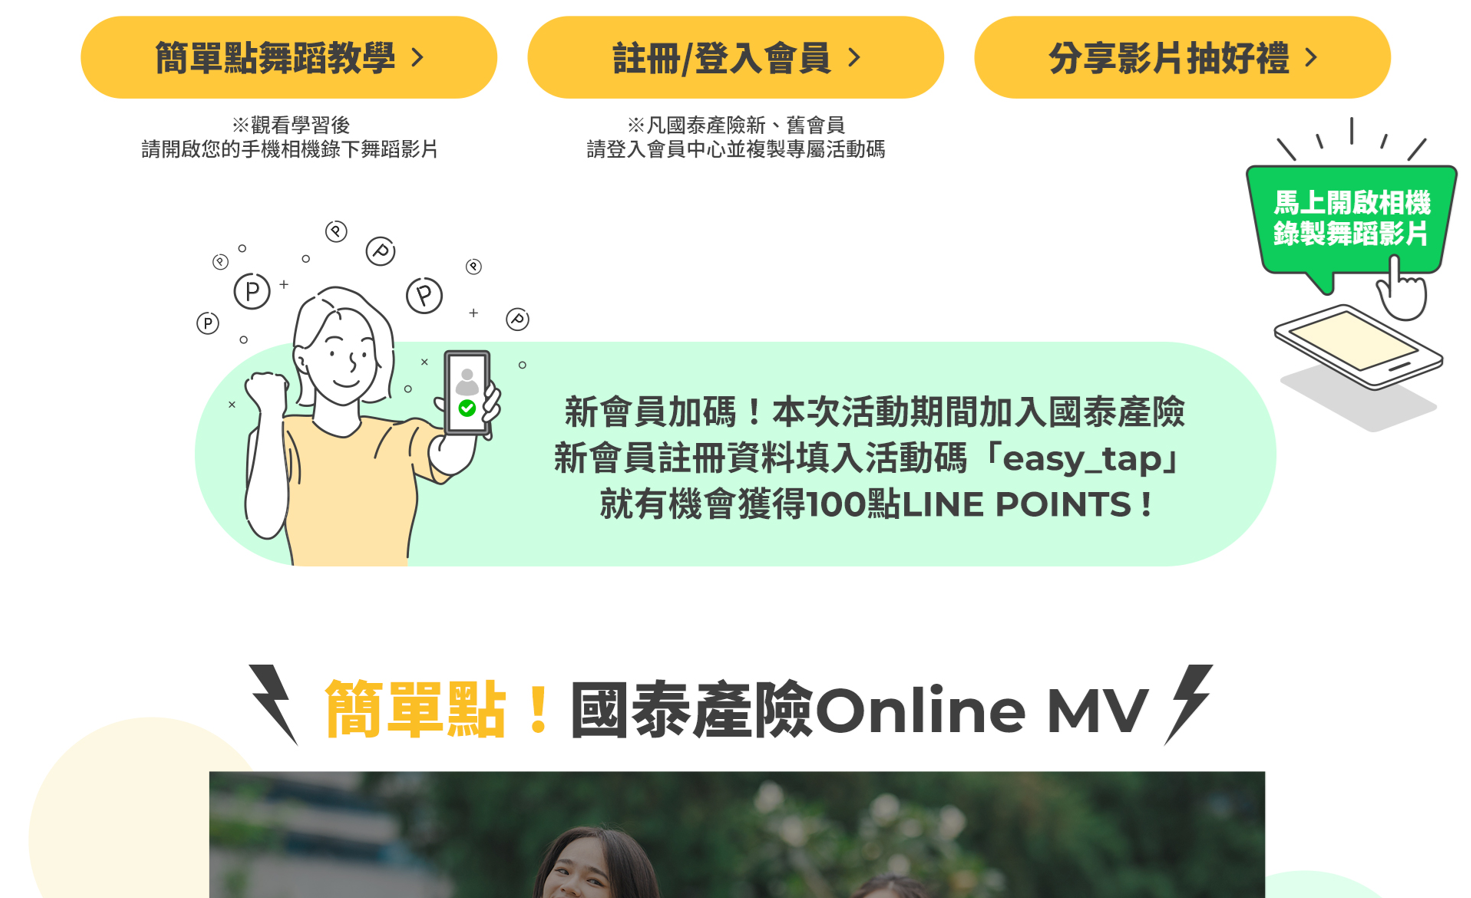 簡單點舞蹈教學
註冊/登入會員
分享影片抽好禮
※觀看學習後
請開啟您的手機相機錄下舞蹈影片
※凡國泰產險新、舊會員
請登入會員中心並複製專屬活動碼
馬上開啟相機
錄製舞蹈影片
P
P
P
P
P
P
P
P
新會員加碼！本次活動期間加入國泰產險
新會員註冊資料填入活動碼「easy_tap」
就有機會獲得100點LINE POINTS！
簡單點！國泰產險Online MV